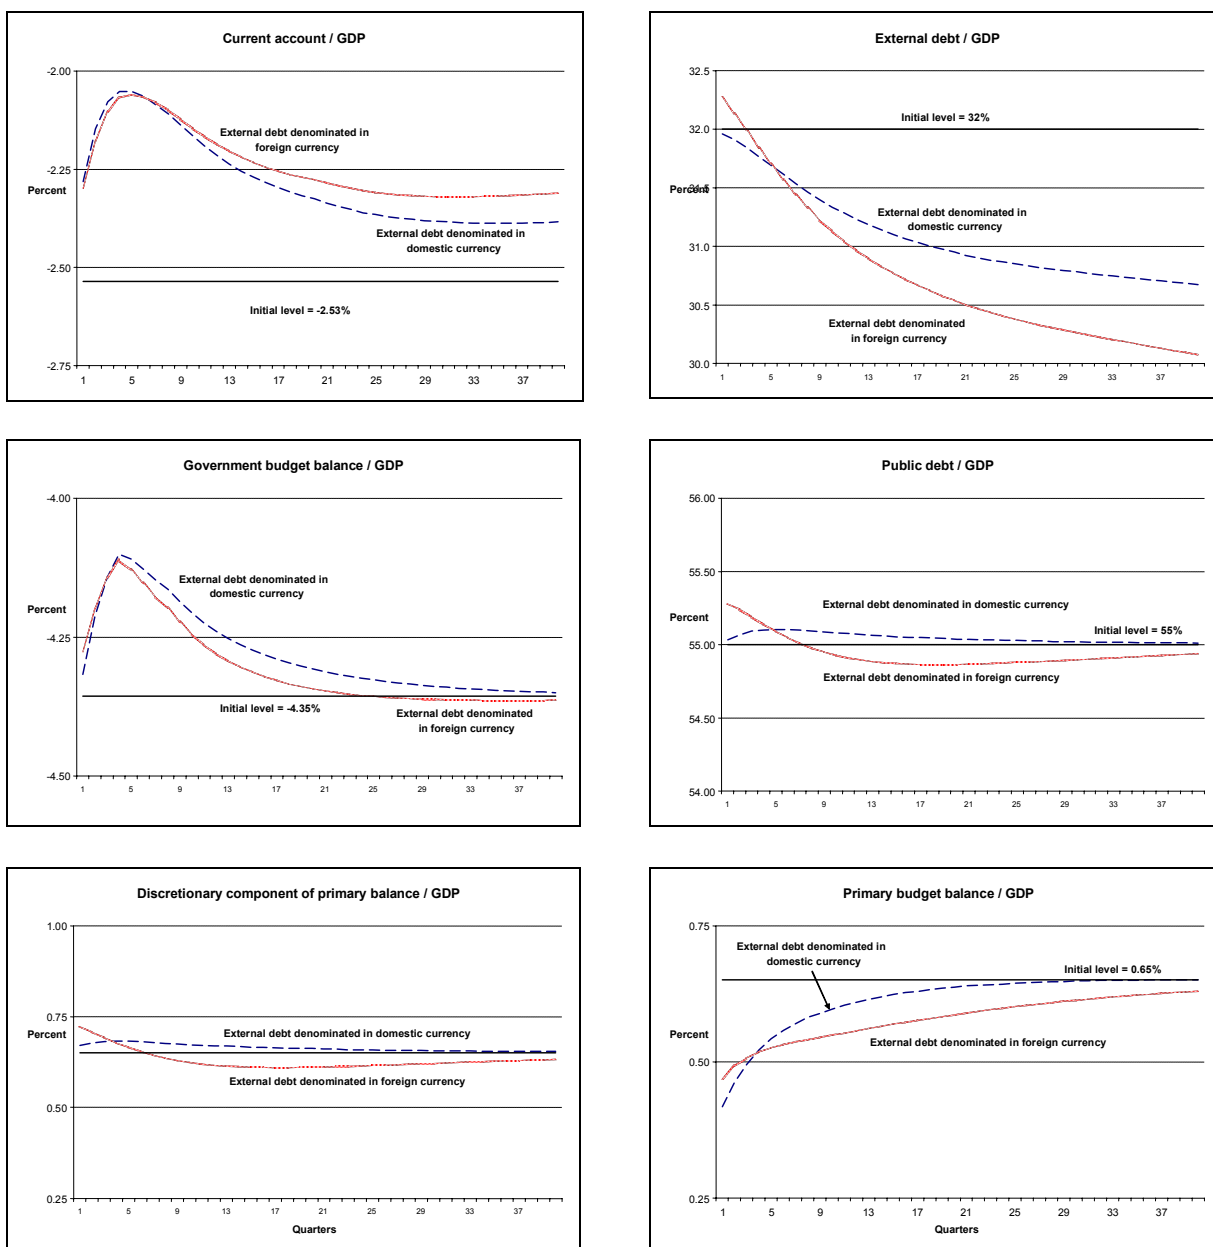 Current account / GDP
-2.00
External debt denominated in
foreign currency
-2.25
Percent
External debt denominated in
domestic currency
-2.50
Initial level = -2.53%
-2.75
1 5 9 13 17 21 25 29 33 37
External debt / GDP
32.5
Initial level = 32%
32.0
31.5
Percent
External debt denominated in
domestic currency
31.0
30.5
External debt denominated
in foreign currency
30.0
1 5 9 13 17 21 25 29 33 37
Government budget balance / GDP
-4.00
External debt denominated in
domestic currency
Percent
-4.25
Initial level = -4.35%
External debt denominated
in foreign currency
-4.50
1 5 9 13 17 21 25 29 33 37
Public debt / GDP
56.00
55.50
External debt denominated in domestic currency
Percent
Initial level = 55%
55.00
External debt denominated in foreign currency
54.50
54.00
1 5 9 13 17 21 25 29 33 37
Discretionary component of primary balance / GDP
1.00
0.75
Percent
External debt denominated in domestic currency
External debt denominated in foreign currency
0.50
0.25
1 5 9 13 17 21 25 29 33 37
Quarters
Primary budget balance / GDP
0.75
External debt denominated in
domestic currency
Initial level = 0.65%
Percent
External debt denominated in foreign currency
0.50
0.25
1 5 9 13 17 21 25 29 33 37
Quarters